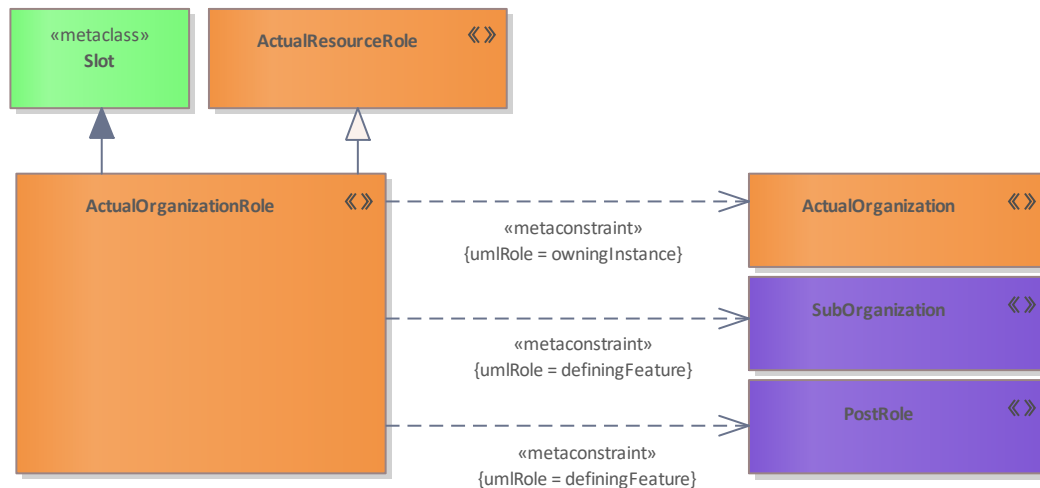 «metaclass»
Slot
ActualResourceRole
«»
ActualOrganizationRole
«»
«metaconstraint»
{umlRole = owningInstance}
ActualOrganization
«»
«metaconstraint»
{umlRole = definingFeature}
SubOrganization
«»
«metaconstraint»
{umlRole = definingFeature}
PostRole
«»